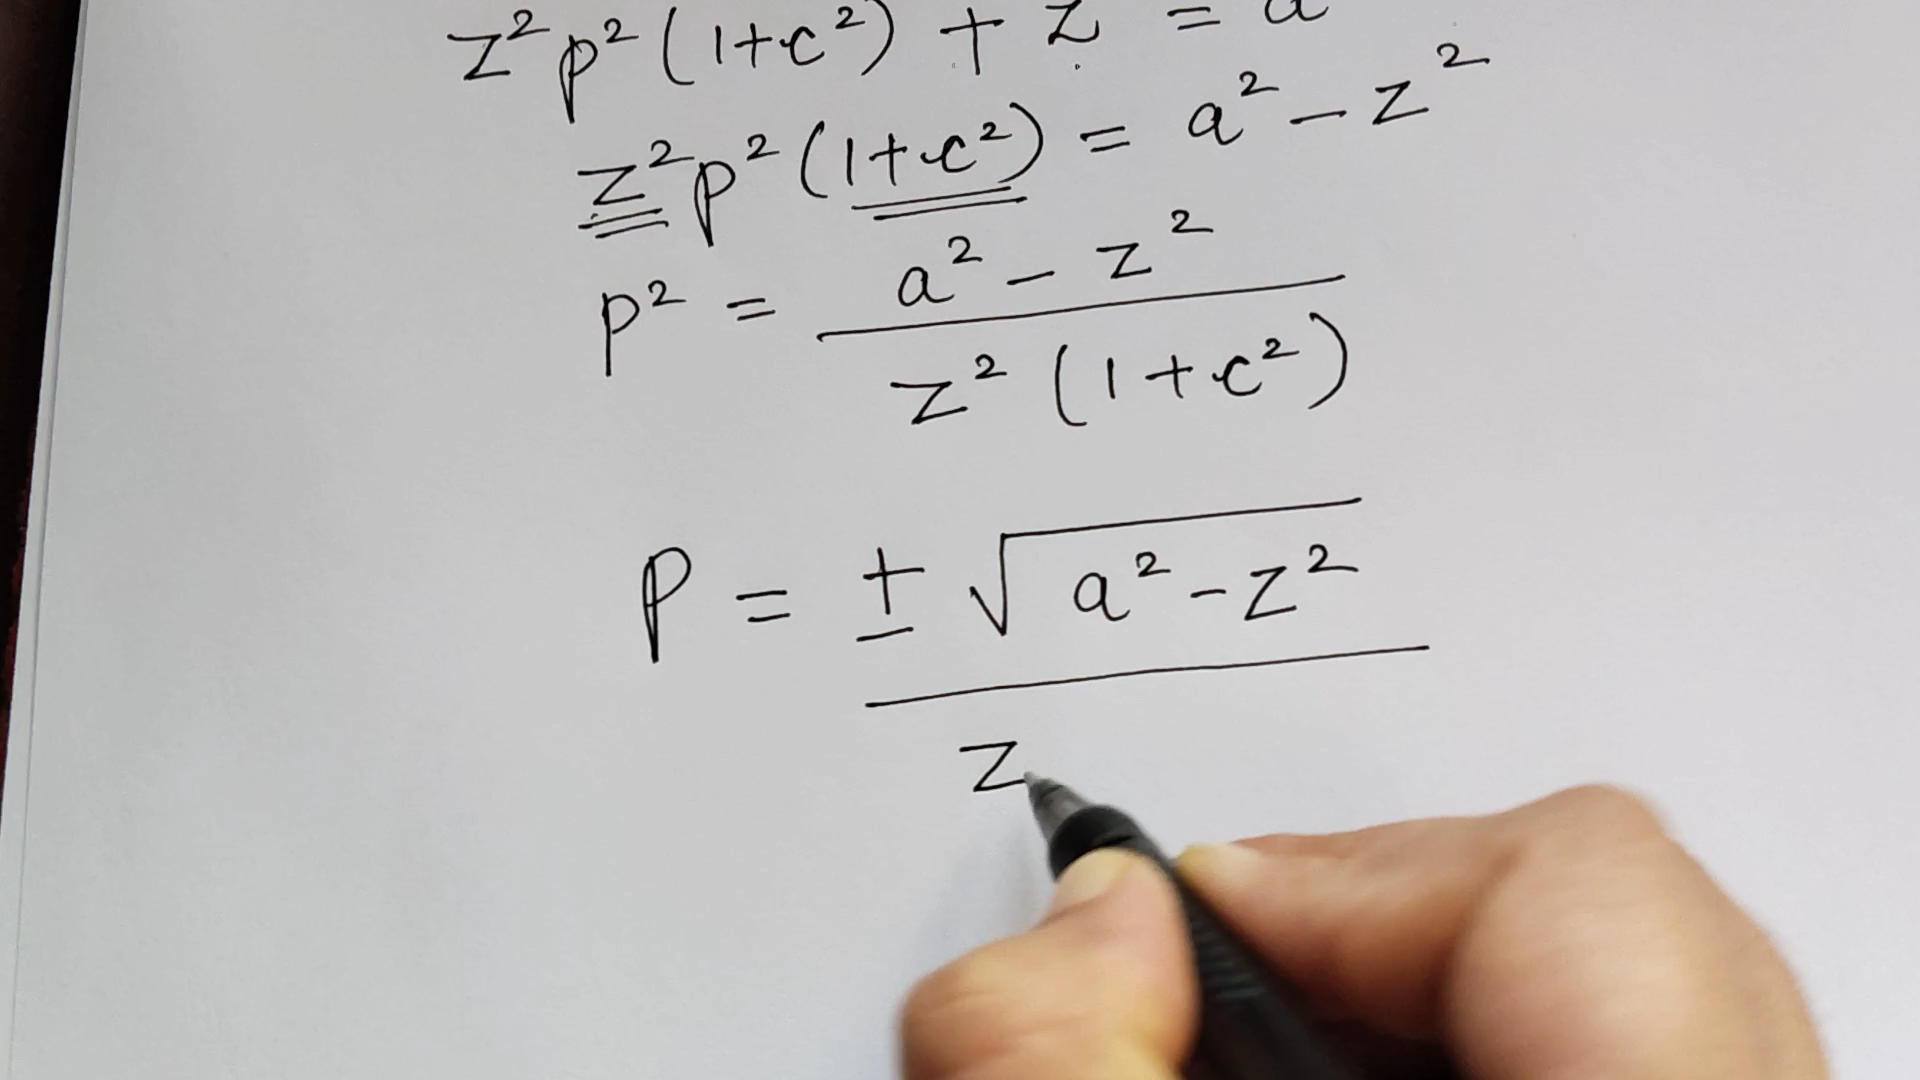 z²p²(1+c²) + z = a
z²p²(1+c²) = a² - z²
p² = a² - z² / z²(1+c²)
p = ± √a² - z² / z